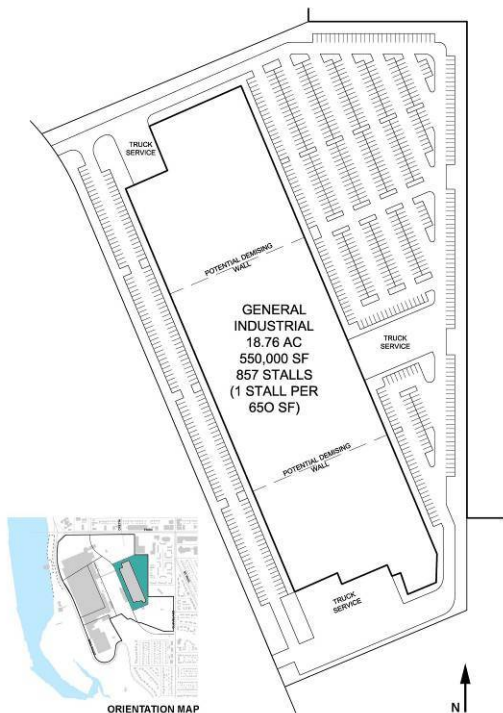 TRUCK
SERVICE
POTENTIAL DEMISING
WALL
GENERAL
INDUSTRIAL
18.76 AC
550,000 SF
857 STALLS
(1 STALL PER
65O SF)
TRUCK
SERVICE
POTENTIAL DEMISING
WALL
TRUCK
SERVICE
ORIENTATION MAP
N